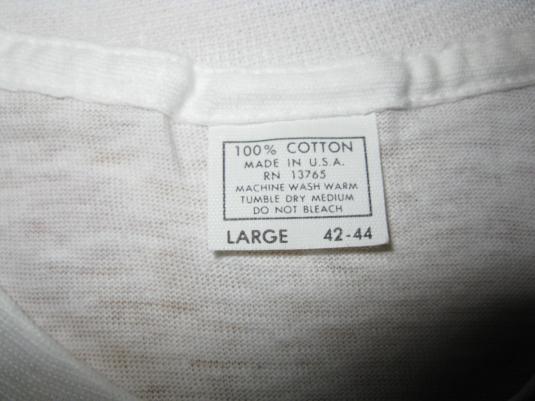 100% COTTON
MADE IN U.S.A.
RN 13765
MACHINE WASH WARM
TUMBLE DRY MEDIUM
DO NOT BLEACH
LARGE 42-44